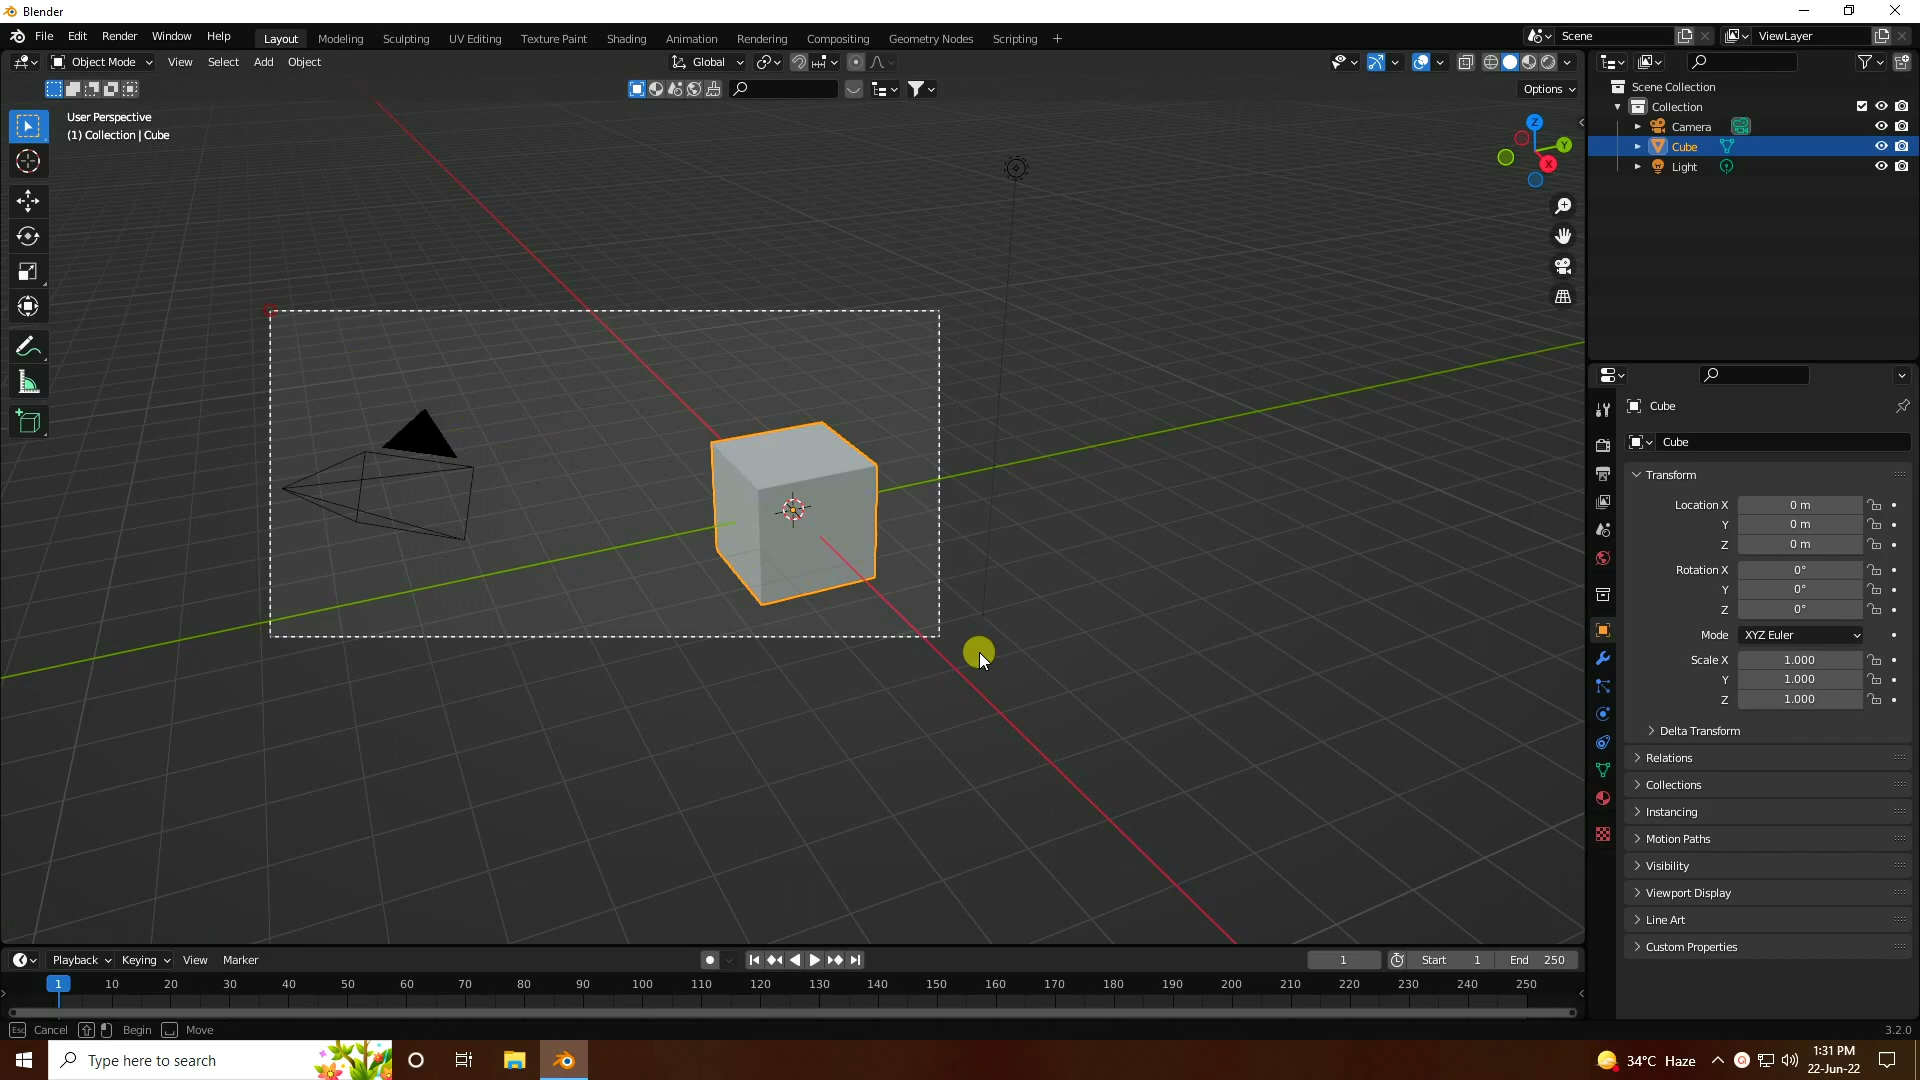 Blender
File Edit Render Window Help Layout Modeling Sculpting UV Editing Texture Paint Shading Animation Rendering Compositing Geometry Nodes Scripting + Scene ViewLayer
Object Mode View Select Add Object Global
Options
User Perspective
(1) Collection | Cube
Z
Y
X
Scene Collection
Collection
Camera
Cube
Light
Cube
Cube
Transform
Location X 0 m
Y 0 m
Z 0 m
Rotation X 0°
Y 0°
Z 0°
Mode XYZ Euler
Scale X 1.000
Y 1.000
Z 1.000
Delta Transform
Relations
Collections
Instancing
Motion Paths
Visibility
Viewport Display
Line Art
Custom Properties
Playback Keying View Marker 1 Start 1 End 250
1 10 20 30 40 50 60 70 80 90 100 110 120 130 140 150 160 170 180 190 200 210 220 230 240 250
Esc Cancel Begin Move 3.2.0
Type here to search 34°C Haze 1:31 PM
22-Jun-22